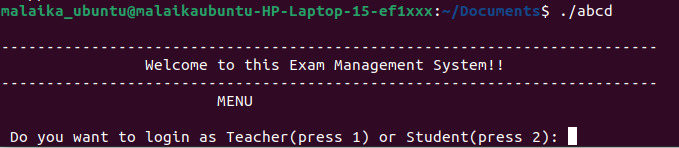 malaika_ubuntu@malaikaubuntu-HP-Laptop-15-ef1xxx:~/Documents$ ./abcd
------------------------------------------------------------------------
Welcome to this Exam Management System!!
------------------------------------------------------------------------
MENU
Do you want to login as Teacher(press 1) or Student(press 2):